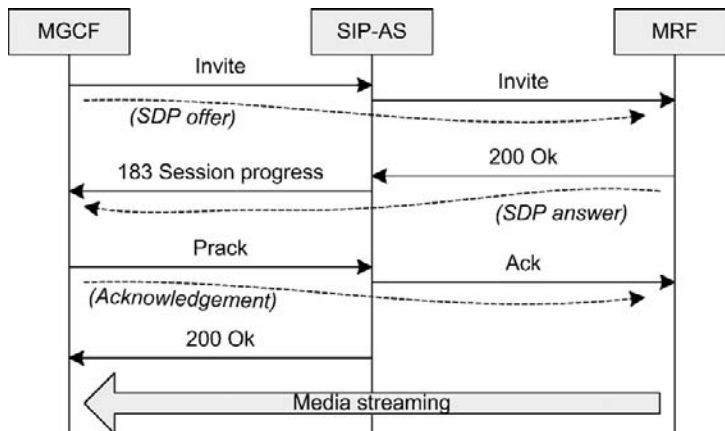 MGCF SIP-AS MRF
Invite
Invite
(SDP offer)
200 Ok
183 Session progress
(SDP answer)
Prack
Ack
(Acknowledgement)
200 Ok
Media streaming